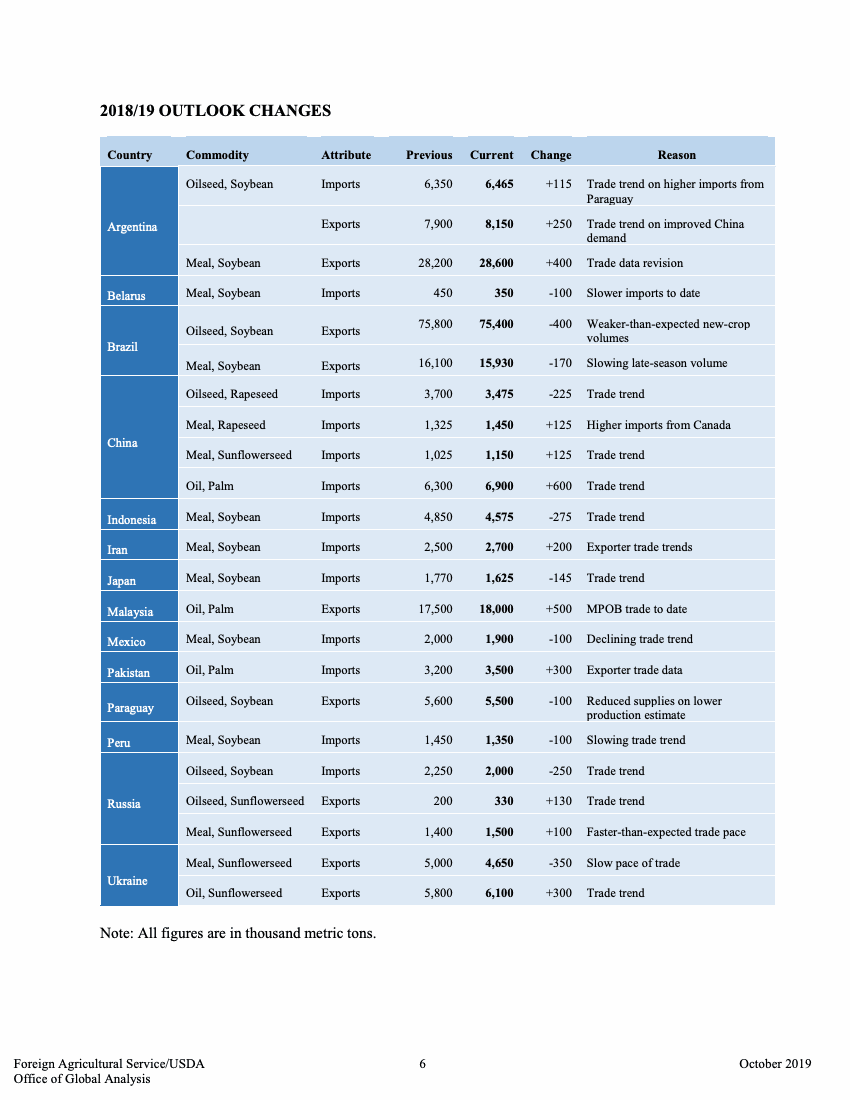 2018/19 OUTLOOK CHANGES
Country Commodity Attribute Previous Current Change Reason
Argentina Oilseed, Soybean Imports 6,350 6,465 +115 Trade trend on higher imports from
Paraguay
Exports 7,900 8,150 +250 Trade trend on improved China
demand
Meal, Soybean Exports 28,200 28,600 +400 Trade data revision
Belarus Meal, Soybean Imports 450 350 -100 Slower imports to date
Brazil Oilseed, Soybean Exports 75,800 75,400 -400 Weaker-than-expected new-crop
volumes
Meal, Soybean Exports 16,100 15,930 -170 Slowing late-season volume
China Oilseed, Rapeseed Imports 3,700 3,475 -225 Trade trend
Meal, Rapeseed Imports 1,325 1,450 +125 Higher imports from Canada
Meal, Sunflowerseed Imports 1,025 1,150 +125 Trade trend
Oil, Palm Imports 6,300 6,900 +600 Trade trend
Indonesia Meal, Soybean Imports 4,850 4,575 -275 Trade trend
Iran Meal, Soybean Imports 2,500 2,700 +200 Exporter trade trends
Japan Meal, Soybean Imports 1,770 1,625 -145 Trade trend
Malaysia Oil, Palm Exports 17,500 18,000 +500 MPOB trade to date
Mexico Meal, Soybean Imports 2,000 1,900 -100 Declining trade trend
Pakistan Oil, Palm Imports 3,200 3,500 +300 Exporter trade data
Paraguay Oilseed, Soybean Exports 5,600 5,500 -100 Reduced supplies on lower
production estimate
Peru Meal, Soybean Imports 1,450 1,350 -100 Slowing trade trend
Russia Oilseed, Soybean Imports 2,250 2,000 -250 Trade trend
Oilseed, Sunflowerseed Exports 200 330 +130 Trade trend
Meal, Sunflowerseed Exports 1,400 1,500 +100 Faster-than-expected trade pace
Ukraine Meal, Sunflowerseed Exports 5,000 4,650 -350 Slow pace of trade
Oil, Sunflowerseed Exports 5,800 6,100 +300 Trade trend
Note: All figures are in thousand metric tons.
Foreign Agricultural Service/USDA 6 October 2019
Office of Global Analysis